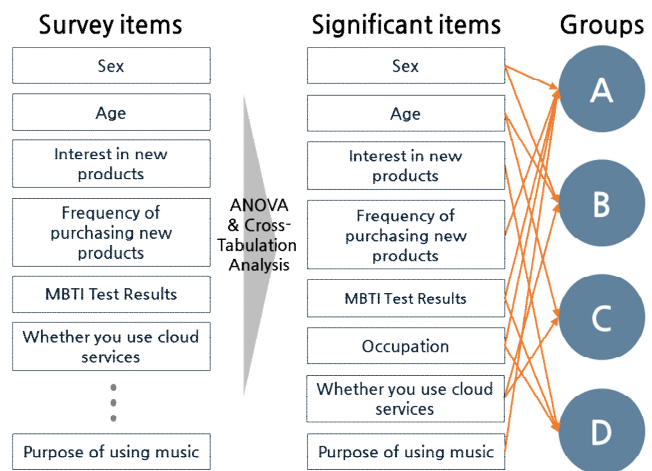 Survey items
Sex
Age
Interest in new
products
Frequency of
purchasing new
products
MBTI Test Results
Whether you use cloud
services
Purpose of using music
ANOVA
& Cross-
Tabulation
Analysis
Significant items
Sex
Age
Interest in new
products
Frequency of
purchasing new
products
MBTI Test Results
Occupation
Whether you use cloud
services
Purpose of using music
Groups
A
B
C
D